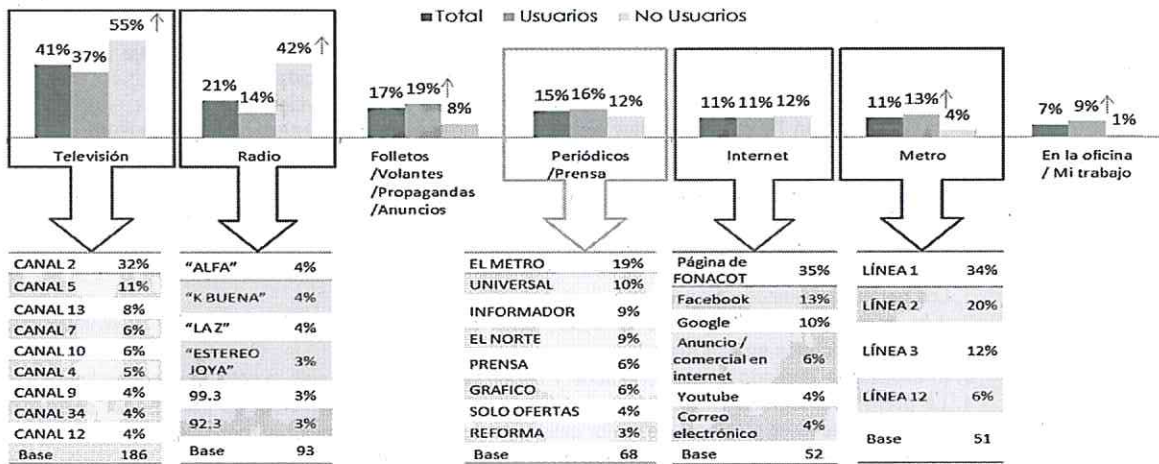 Total Usuarios No Usuarios
41% 37% 55% ↑
Televisión
21% 14% 42% ↑
Radio
17% 19% ↑ 8%
Folletos
/Volantes
/Propagandas
/Anuncios
15% 16% 12%
Periódicos
/Prensa
11% 11% 12%
Internet
11% 13% ↑ 4%
Metro
7% 9% ↑ 1%
En la oficina
/ Mi trabajo
CANAL 2 32%
CANAL 5 11%
CANAL 13 8%
CANAL 7 6%
CANAL 10 6%
CANAL 4 5%
CANAL 9 4%
CANAL 34 4%
CANAL 12 4%
Base 186
"ALFA" 4%
"K BUENA" 4%
"LA Z" 4%
"ESTEREO
JOYA" 3%
99.3 3%
92.3 3%
Base 93
EL METRO 19%
UNIVERSAL 10%
INFORMADOR 9%
EL NORTE 9%
PRENSA 6%
GRAFICO 6%
SOLO OFERTAS 4%
REFORMA 3%
Base 68
Página de
FONACOT 35%
Facebook 13%
Google 10%
Anuncio /
comercial en 6%
internet
Youtube 4%
Correo
electrónico 4%
Base 52
LÍNEA 1 34%
LÍNEA 2 20%
LÍNEA 3 12%
LÍNEA 12 6%
Base 51